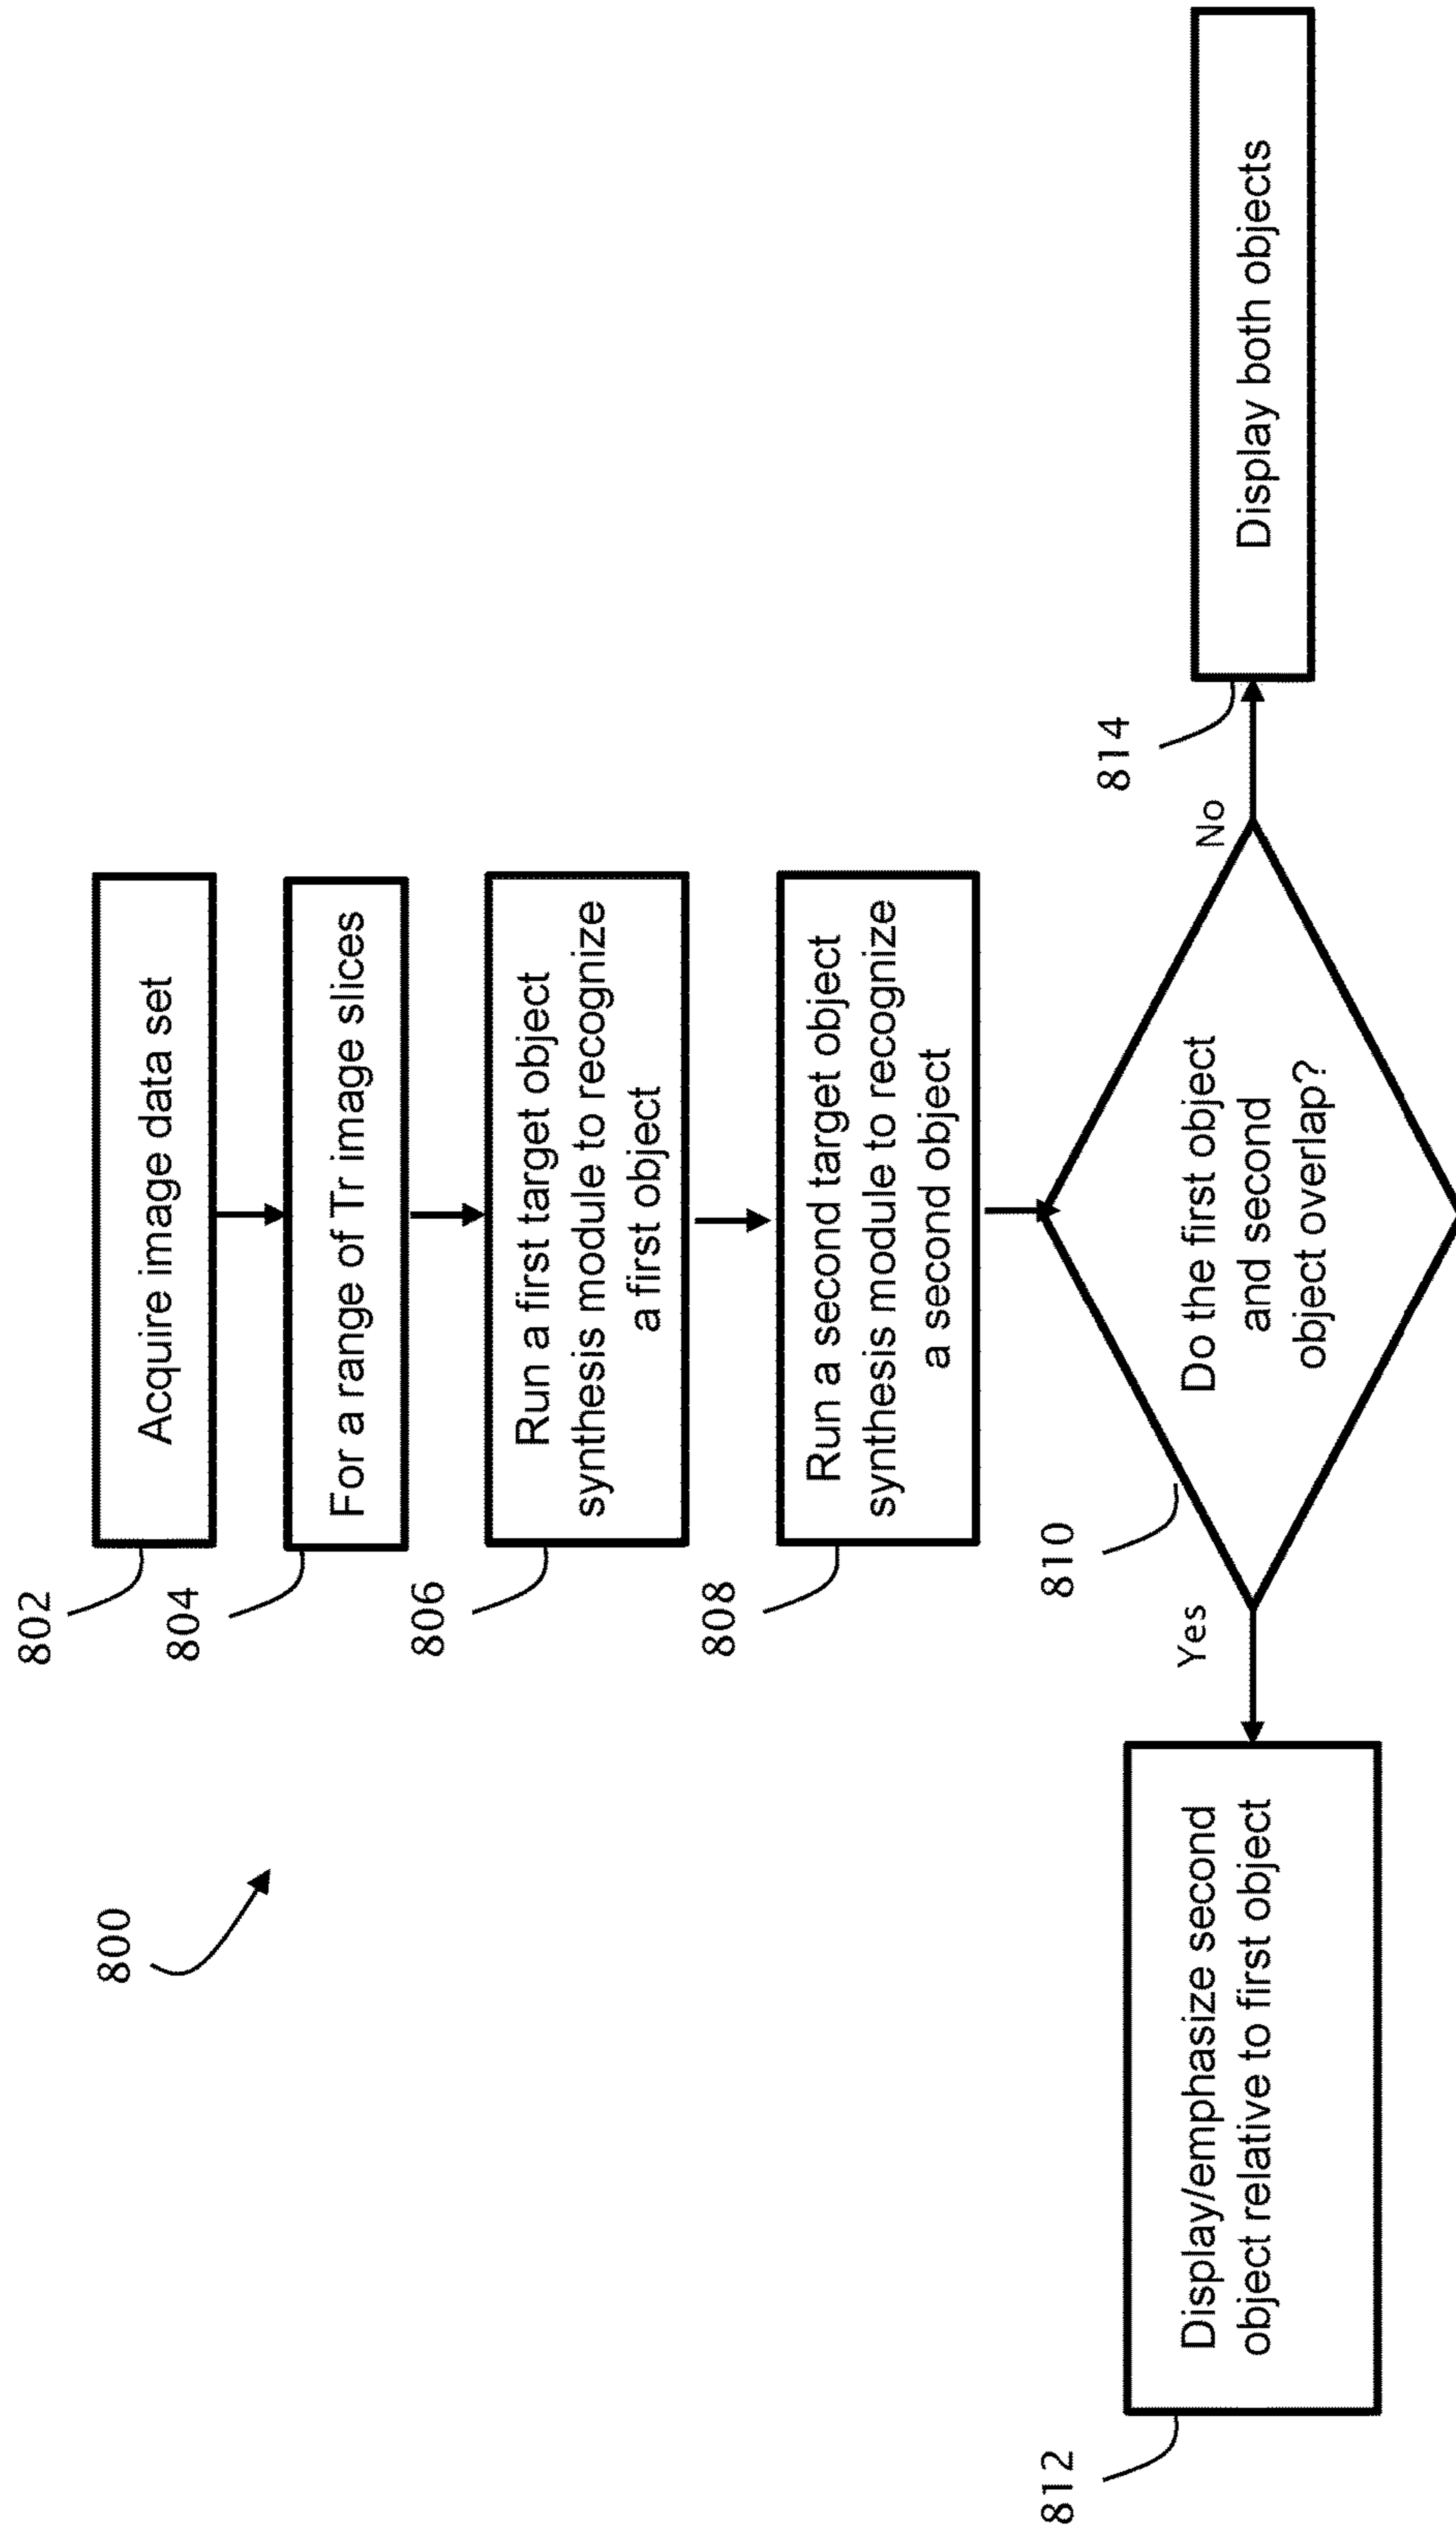 800
802
Acquire image data set
804
For a range of Tr image slices
806
Run a first target object
synthesis module to recognize
a first object
808
Run a second target object
synthesis module to recognize
a second object
810
Do the first object
and second
object overlap?
Yes
No
812
Display/emphasize second
object relative to first object
814
Display both objects